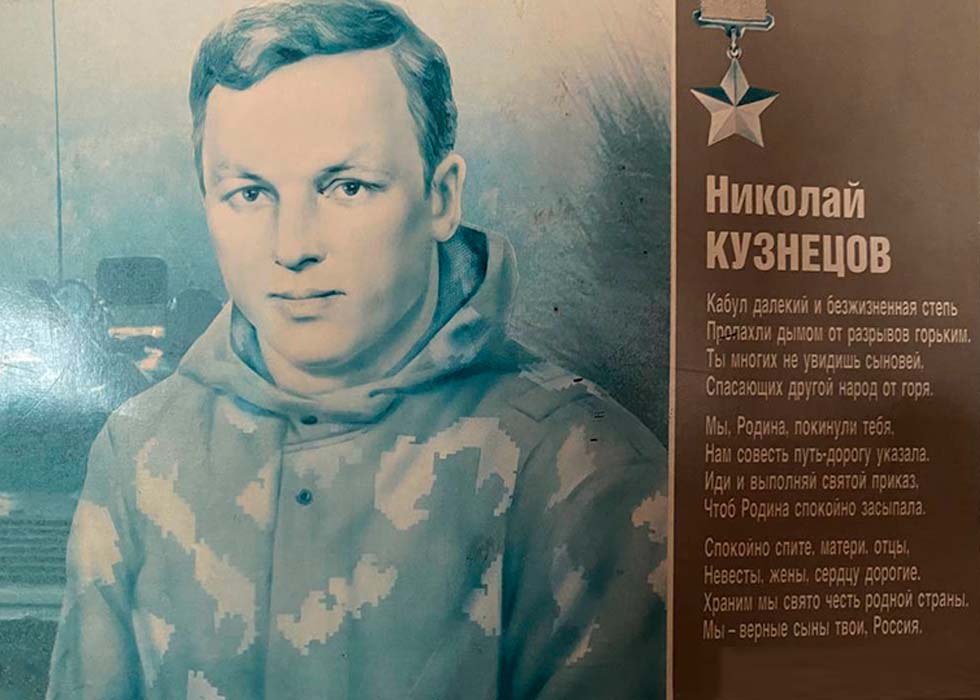 Николай
КУЗНЕЦОВ
Кабул далекий и безжизненная степь
Пропахли дымом от разрывов горьким.
Ты многих не увидишь сыновей,
Спасающих другой народ от горя.
Мы, Родина, покинули тебя,
Нам совесть путь-дорогу указала.
Иди и выполняй святой приказ,
Чтоб Родина спокойно засыпала.
Спокойно спите, матери, отцы,
Невесты, жены, сердцу дорогие.
Храним мы свято честь родной страны,
Мы – верные сыны твои, Россия.